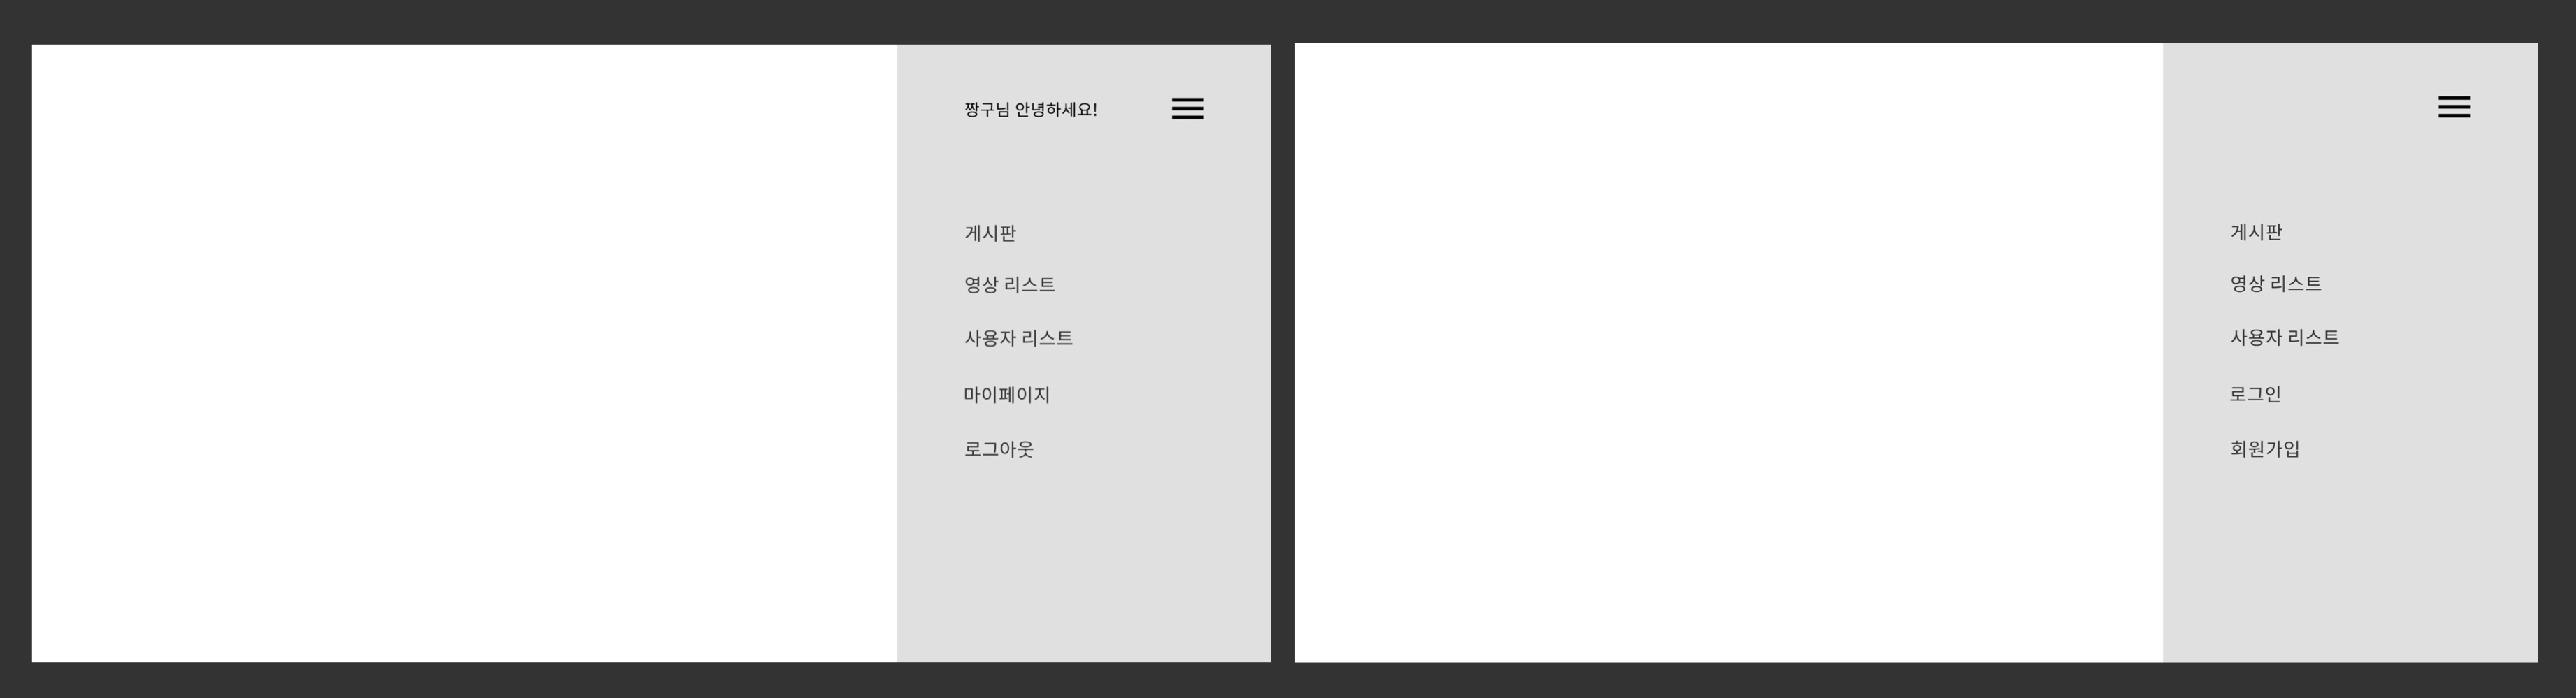 짱구님 안녕하세요!
게시판
영상 리스트
사용자 리스트
마이페이지
로그아웃
게시판
영상 리스트
사용자 리스트
로그인
회원가입